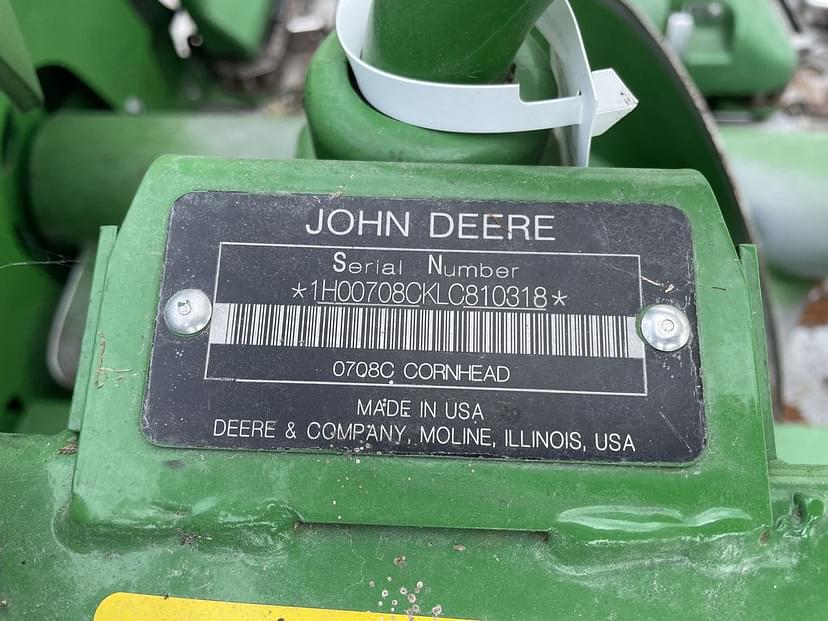 JOHN DEERE
Serial Number
*1H00708CKLC810318*
0708C CORNHEAD
MADE IN USA
DEERE & COMPANY, MOLINE, ILLINOIS, USA